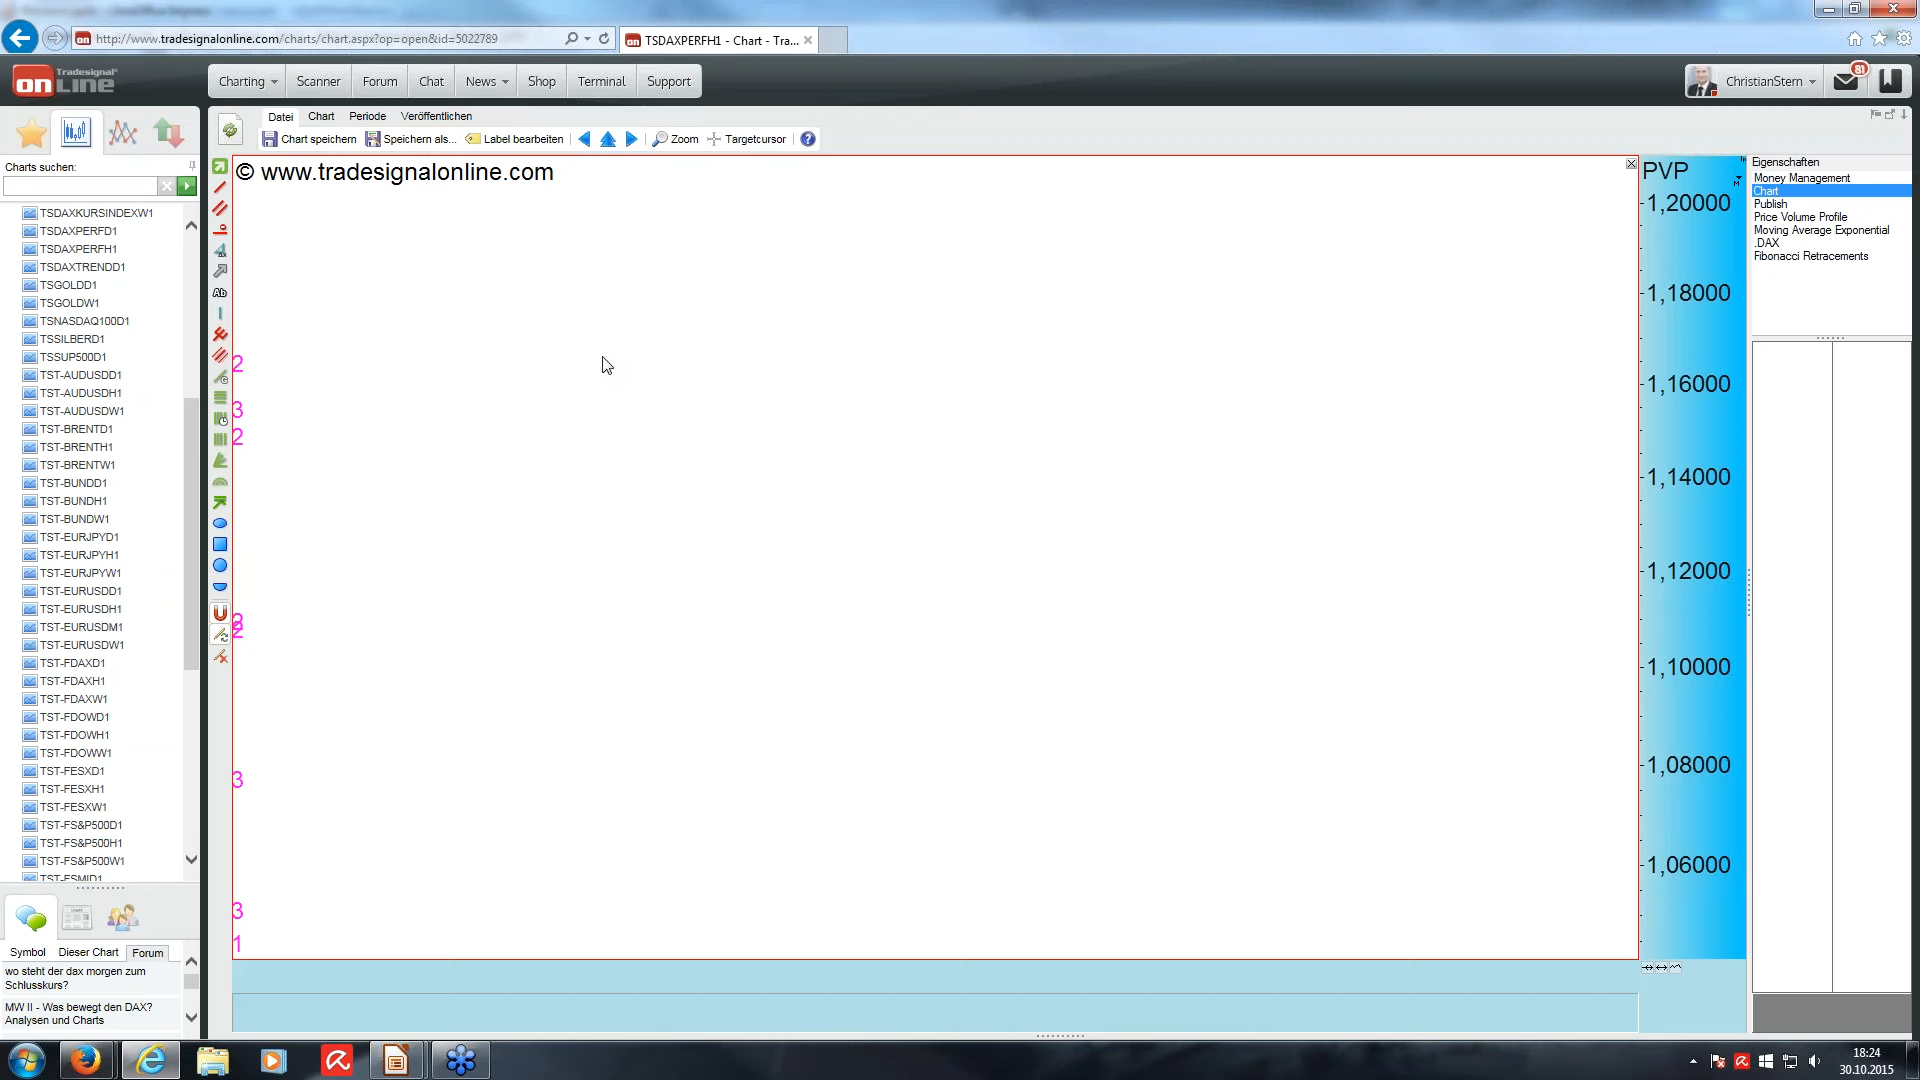 http://www.tradesignalonline.com/charts/chart.aspx?op=open&id=5022789
TSDAXPERFH1 - Chart - Tra...
Tradesignal®
onLINE
Charting
Scanner
Forum
Chat
News
Shop
Terminal
Support
ChristianStern
81
Datei
Chart
Periode
Veröffentlichen
Chart speichern
Speichern als...
Label bearbeiten
Zoom
Targetcursor
Charts suchen:
TSDAXKURSINDEXW1
TSDAXPERFD1
TSDAXPERFH1
TSDAXTRENDD1
TSGOLDD1
TSGOLDW1
TSNASDAQ100D1
TSSILBERD1
TSSUP500D1
TST-AUDUSDD1
TST-AUDUSDH1
TST-AUDUSDW1
TST-BRENTD1
TST-BRENTH1
TST-BRENTW1
TST-BUNDD1
TST-BUNDH1
TST-BUNDW1
TST-EURJPYD1
TST-EURJPYH1
TST-EURJPYW1
TST-EURUSDD1
TST-EURUSDH1
TST-EURUSDM1
TST-EURUSDW1
TST-FDAXD1
TST-FDAXH1
TST-FDAXW1
TST-FDOWD1
TST-FDOWH1
TST-FDOWW1
TST-FESXD1
TST-FESXH1
TST-FESXW1
TST-FS&P500D1
TST-FS&P500H1
TST-FS&P500W1
TST-FSMID1
Symbol
Dieser Chart
Forum
wo steht der dax morgen zum
Schlusskurs?
MW II - Was bewegt den DAX?
Analysen und Charts
Ab
© www.tradesignalonline.com
2
3
2
3
3
1
PVP
1,20000
1,18000
1,16000
1,14000
1,12000
1,10000
1,08000
1,06000
Eigenschaften
Money Management
Chart
Publish
Price Volume Profile
Moving Average Exponential
.DAX
Fibonacci Retracements
18:24
30.10.2015